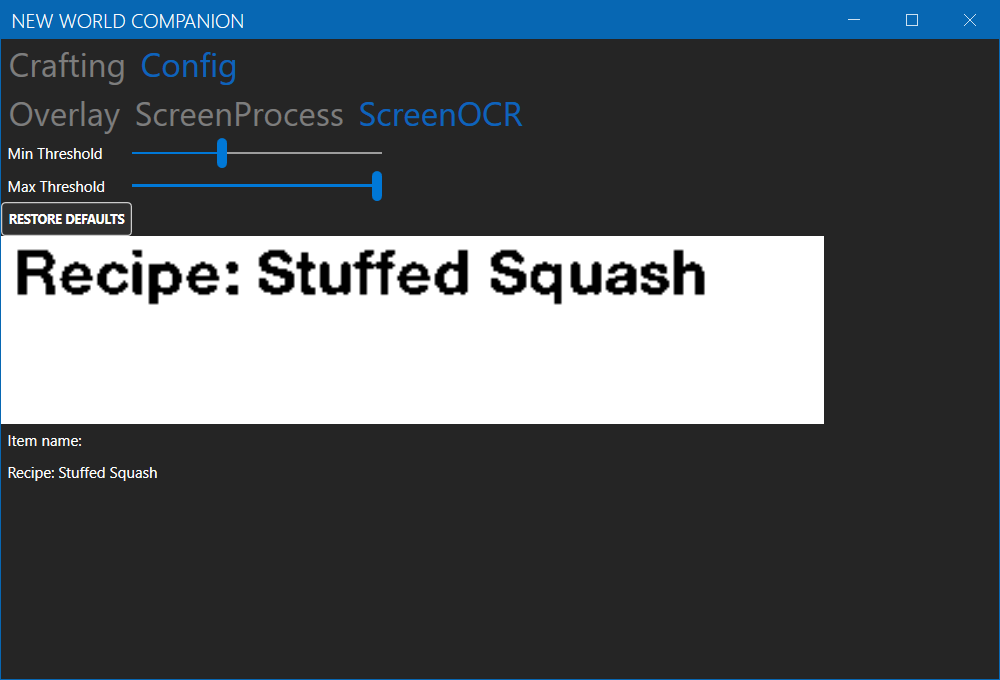 NEW WORLD COMPANION
Crafting Config
Overlay ScreenProcess ScreenOCR
Min Threshold
Max Threshold
RESTORE DEFAULTS
Recipe: Stuffed Squash
Item name:
Recipe: Stuffed Squash